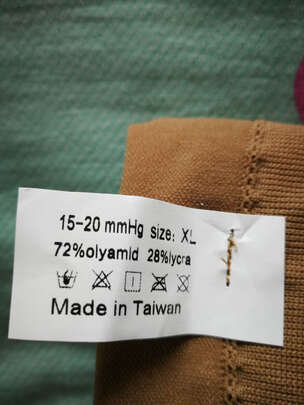 15-20 mmHg size: XL
72%olyamid 28%lycra
Made in Taiwan